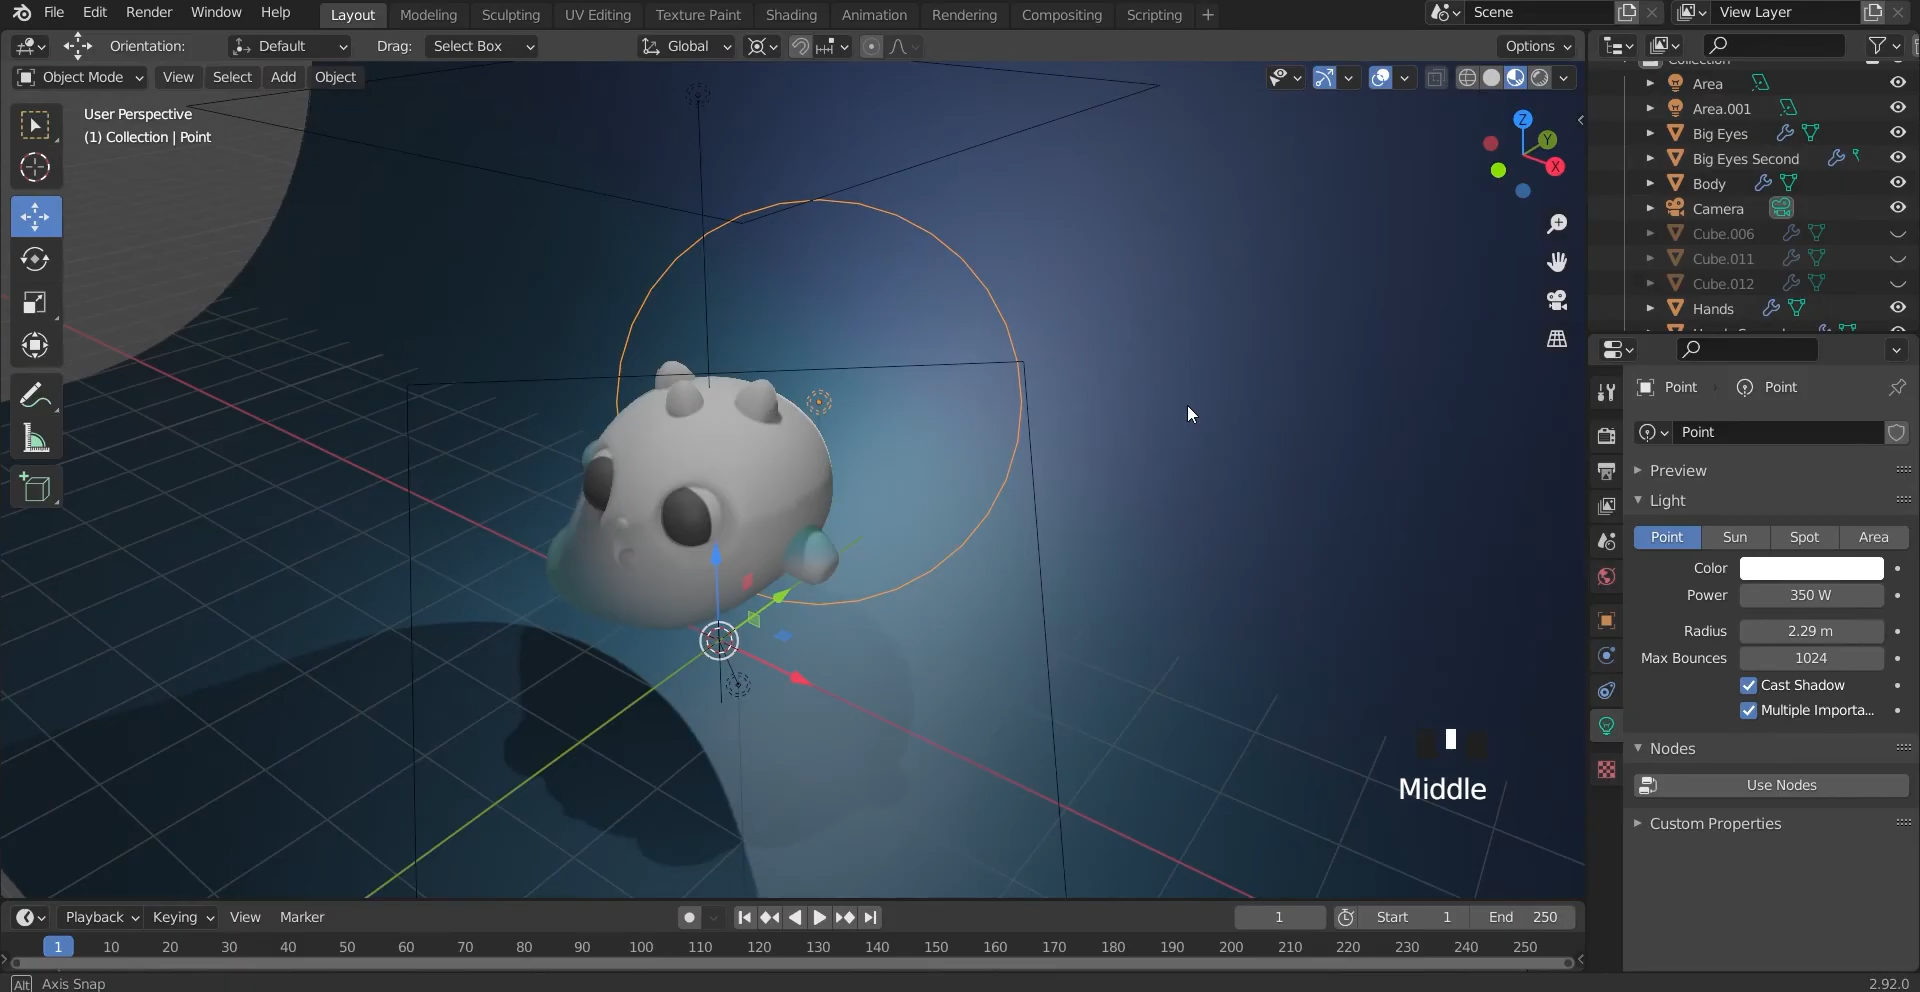 File Edit Render Window Help Layout Modeling Sculpting UV Editing Texture Paint Shading Animation Rendering Compositing Scripting + Scene View Layer
Orientation: Default Drag: Select Box Global Options
Object Mode View Select Add Object
User Perspective
(1) Collection | Point
Z
Y
X
Middle
Collection
Area
Area.001
Big Eyes
Big Eyes Second
Body
Camera
Cube.006
Cube.011
Cube.012
Hands
Point Point
Point
Preview
Light
Point Sun Spot Area
Color
Power 350 W
Radius 2.29 m
Max Bounces 1024
Cast Shadow
Multiple Importa...
Nodes
Use Nodes
Custom Properties
Playback Keying View Marker 1 Start 1 End 250
1 10 20 30 40 50 60 70 80 90 100 110 120 130 140 150 160 170 180 190 200 210 220 230 240 250
Alt Axis Snap 2.92.0